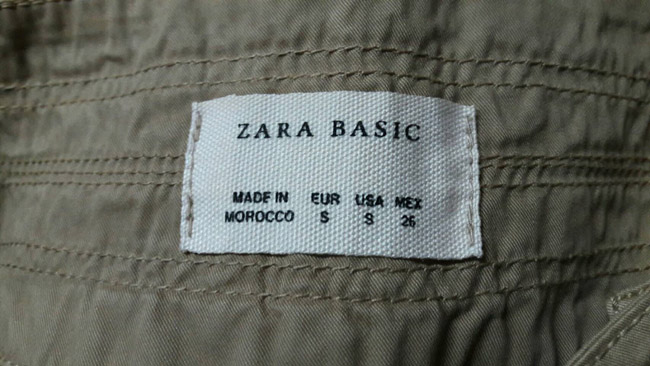 ZARA BASIC
MADE IN EUR USA MEX
MOROCCO S S 26